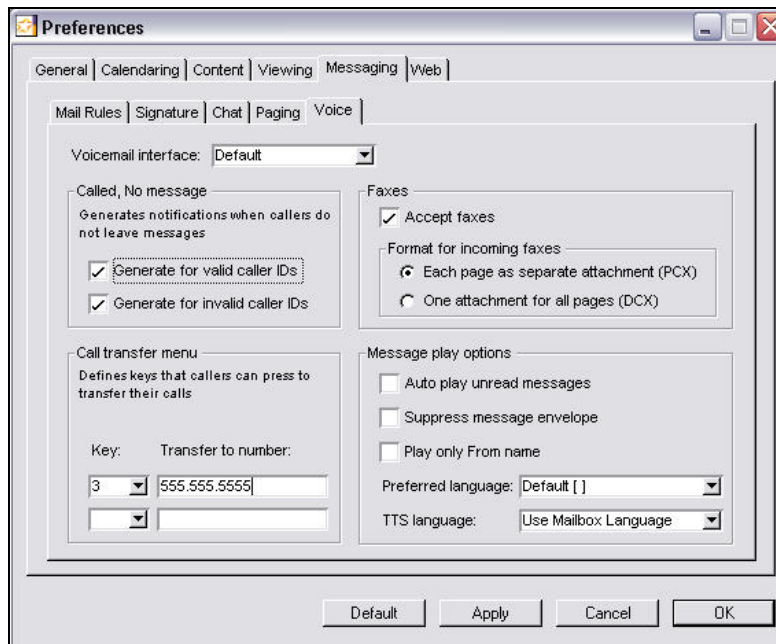 Preferences
General Calendaring Content Viewing Messaging Web
Mail Rules Signature Chat Paging Voice
Voicemail interface: Default
Called, No message
Generates notifications when callers do
not leave messages
Generate for valid caller IDs
Generate for invalid caller IDs
Faxes
Accept faxes
Format for incoming faxes
Each page as separate attachment (PCX)
One attachment for all pages (DCX)
Call transfer menu
Defines keys that callers can press to
transfer their calls
Key: Transfer to number:
3 555.555.5555
Message play options
Auto play unread messages
Suppress message envelope
Play only From name
Preferred language: Default [ ]
TTS language: Use Mailbox Language
Default Apply Cancel OK